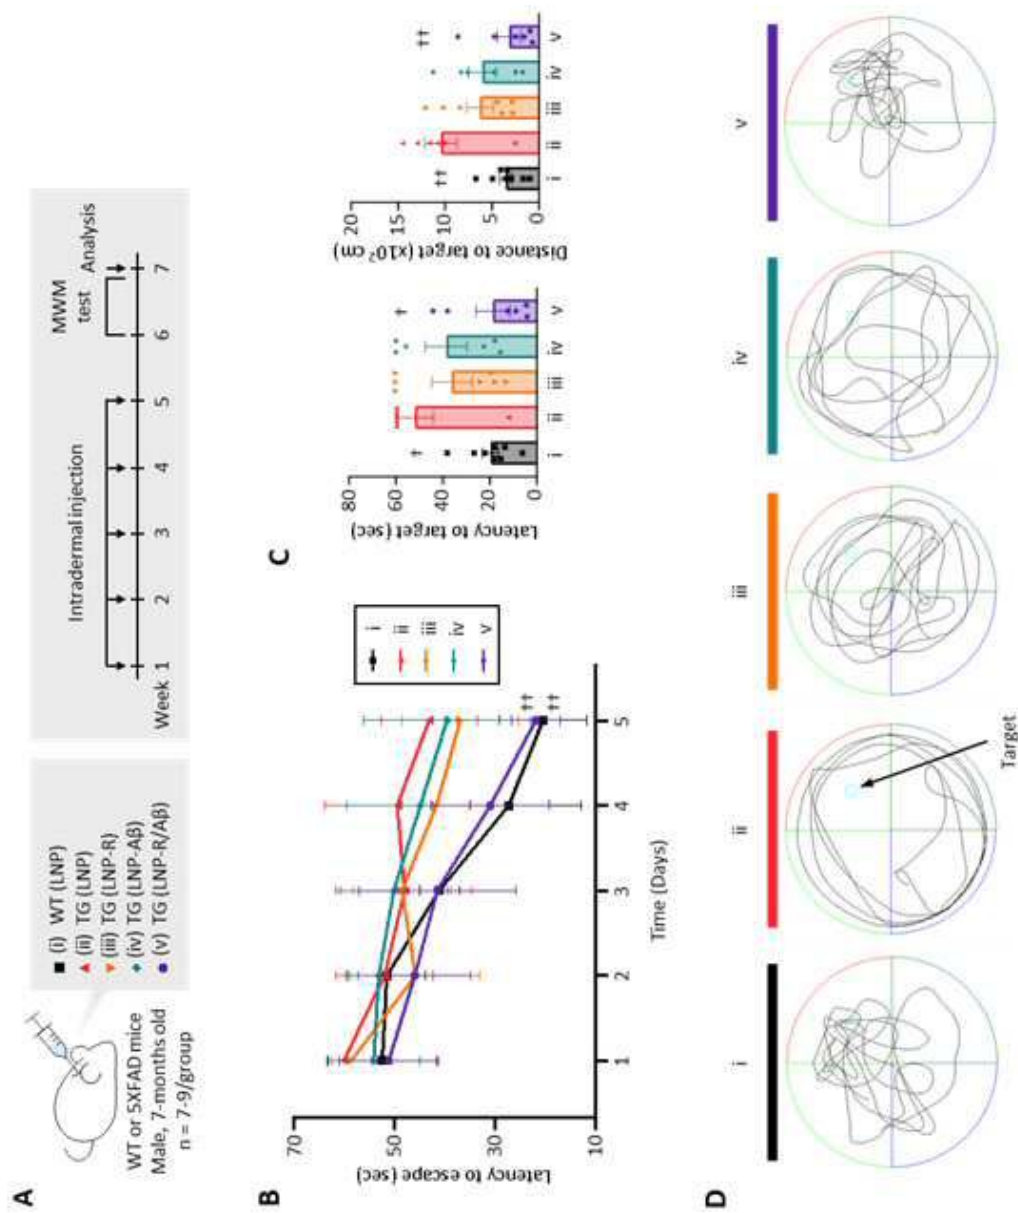 A
WT or 5XFAD mice
Male, 7-months old
n = 7-9/group
(i) WT (LNP)
(ii) TG (LNP)
(iii) TG (LNP-R)
(iv) TG (LNP-Aβ)
(v) TG (LNP-R/Aβ)
Intradermal injection
MWM
test
Analysis
Week 1 2 3 4 5 6 7
B
Latency to escape (sec)
70
50
30
10
1 2 3 4 5
Time (Days)
i
ii
iii
iv
v
††
††
C
Latency to target (sec)
80
60
40
20
0
† †
i ii iii iv v
Distance to target (x10² cm)
20
15
10
5
0
†† ††
i ii iii iv v
D
i ii iii iv v
Target